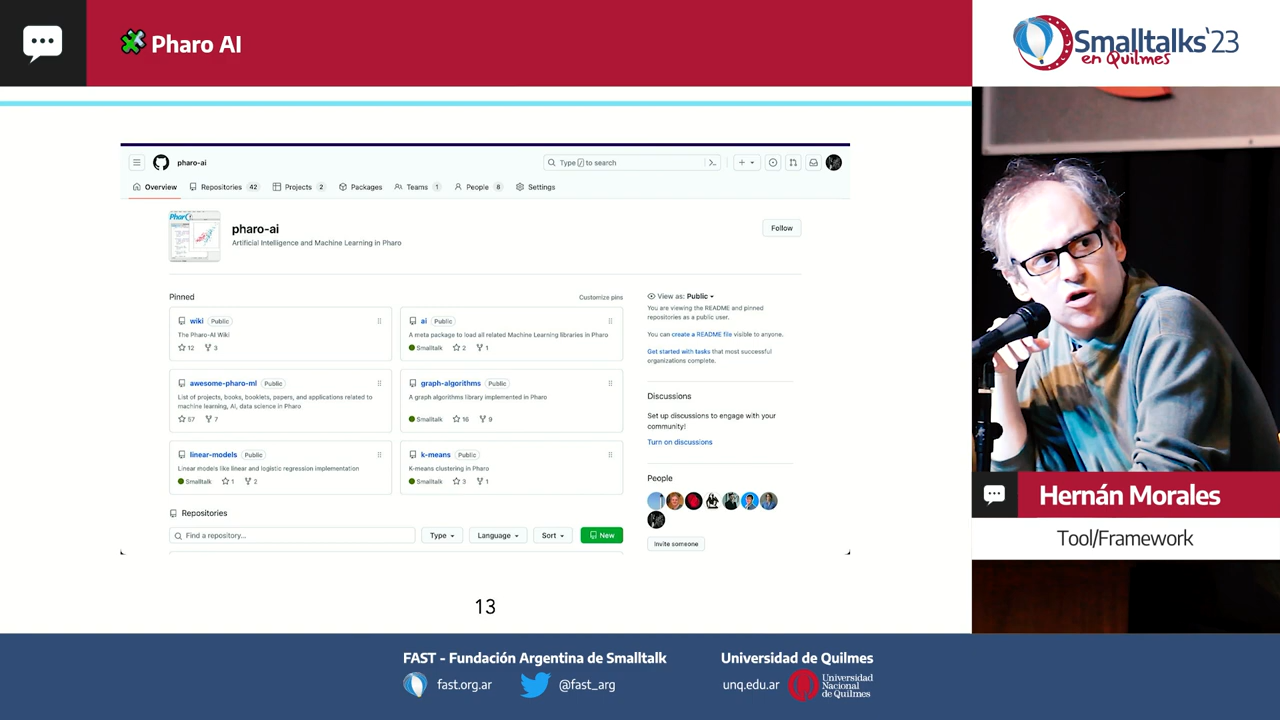 Pharo AI
Smalltalks'23
en Quilmes
pharo-ai
Type / to search
Overview
Repositories 42
Projects 2
Packages
Teams 1
People 8
Settings
Pharo
pharo-ai
Artificial Intelligence and Machine Learning in Pharo
Follow
Pinned
Customize pins
wiki Public
The Pharo-AI Wiki
12 3
ai Public
A meta package to load all related Machine Learning libraries in Pharo
Smalltalk 2 1
awesome-pharo-ml Public
List of projects, books, booklets, papers, and applications related to
machine learning, AI, data science in Pharo
57 7
graph-algorithms Public
A graph algorithms library implemented in Pharo
Smalltalk 16 9
linear-models Public
Linear models like linear and logistic regression implementation
Smalltalk 1 2
k-means Public
K-means clustering in Pharo
Smalltalk 3 1
Repositories
Find a repository...
Type
Language
Sort
New
View as: Public
You are viewing the README and pinned
repositories as a public user.
You can create a README file visible to anyone.
Get started with tasks that most successful
organizations complete.
Discussions
Set up discussions to engage with your
community!
Turn on discussions
People
Invite someone
13
Hernán Morales
Tool/Framework
FAST - Fundación Argentina de Smalltalk
fast.org.ar
@fast_arg
Universidad de Quilmes
unq.edu.ar
Universidad
Nacional
de Quilmes